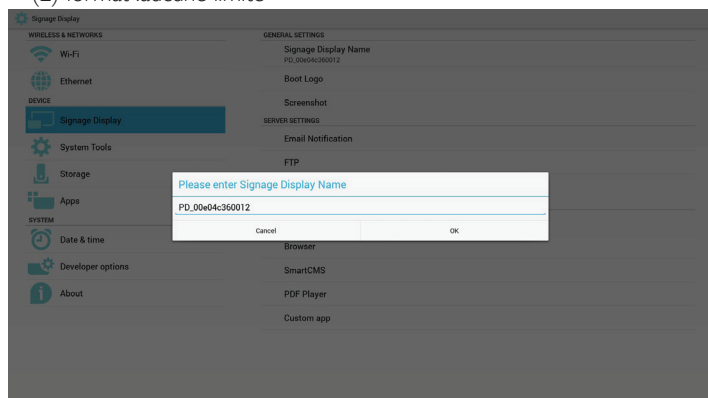 Signage Display
WIRELESS & NETWORKS
Wi-Fi
Ethernet
DEVICE
Signage Display
System Tools
Storage
Apps
SYSTEM
Date & time
Developer options
About
GENERAL SETTINGS
Signage Display Name
PD_00e04c360012
Boot Logo
Screenshot
SERVER SETTINGS
Email Notification
FTP
Browser
SmartCMS
PDF Player
Custom app
Please enter Signage Display Name
PD_00e04c360012
Cancel
OK